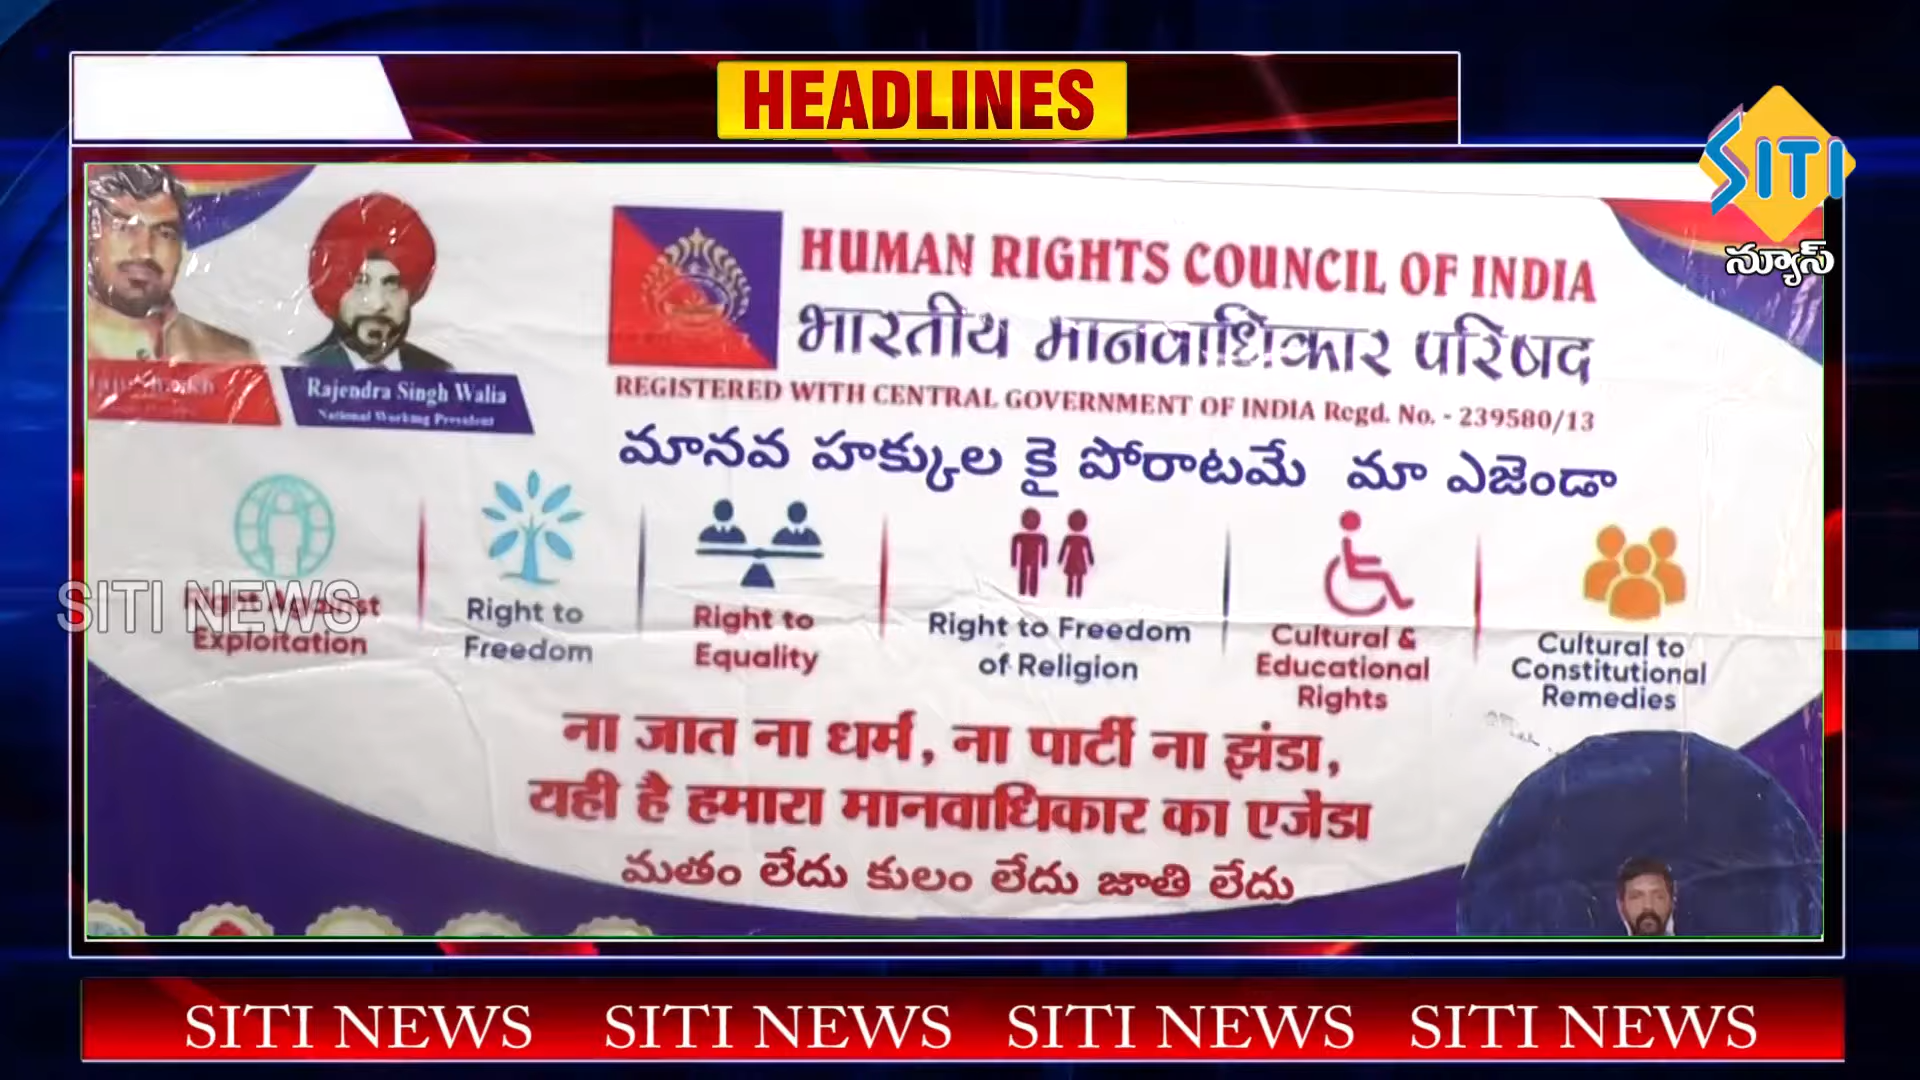 HEADLINES
SITI
న్యూస్
HUMAN RIGHTS COUNCIL OF INDIA
भारतीय मानवाधिकार परिषद
REGISTERED WITH CENTRAL GOVERNMENT OF INDIA Regd. No. - 239580/13
Rajendra Singh Walia
National Working President
మానవ హక్కుల కై పోరాటమే మా ఎజెండా
SITI NEWS
Right Against
Exploitation
Right to
Freedom
Right to
Equality
Right to Freedom
of Religion
Cultural &
Educational
Rights
Cultural to
Constitutional
Remedies
ना जात ना धर्म, ना पार्टी ना झंडा,
यही है हमारा मानवाधिकार का एजेंडा
మతం లేదు కులం లేదు జాతి లేదు
SITI NEWS SITI NEWS SITI NEWS SITI NEWS